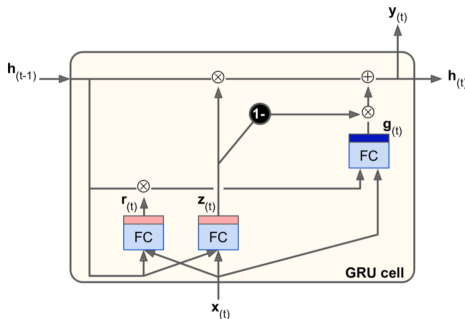 y(t)
h(t-1)
h(t)
1-
g(t)
FC
r(t)
z(t)
FC
FC
GRU cell
x(t)